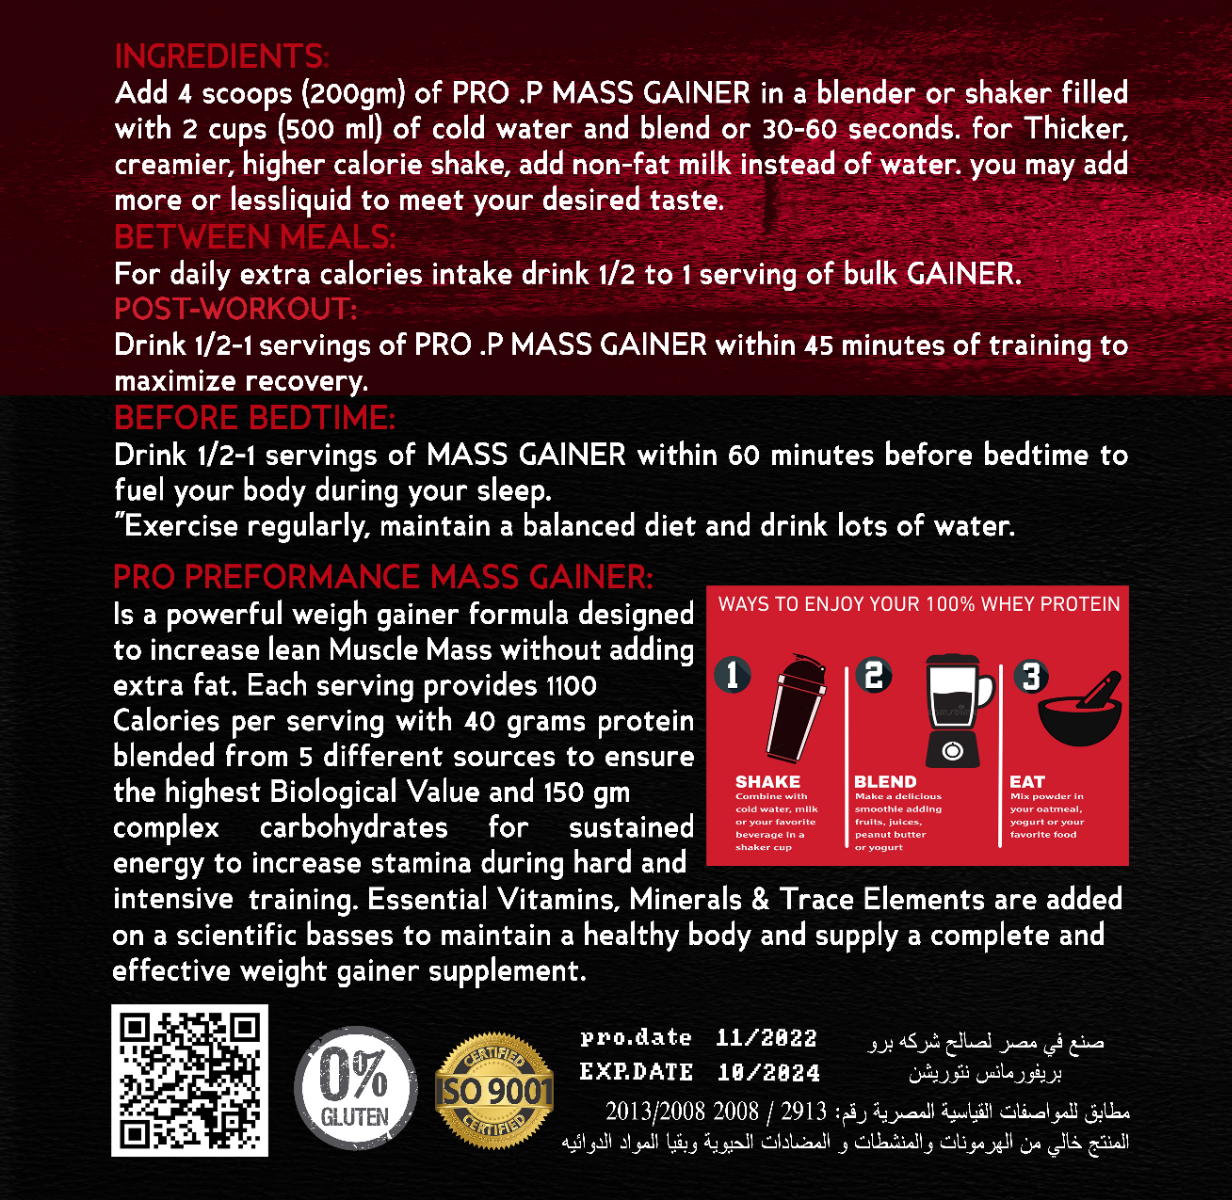 INGREDIENTS:
Add 4 scoops (200gm) of PRO .P MASS GAINER in a blender or shaker filled
with 2 cups (500 ml) of cold water and blend or 30-60 seconds. for Thicker,
creamier, higher calorie shake, add non-fat milk instead of water. you may add
more or lessliquid to meet your desired taste.
BETWEEN MEALS:
For daily extra calories intake drink 1/2 to 1 serving of bulk GAINER.
POST-WORKOUT:
Drink 1/2-1 servings of PRO .P MASS GAINER within 45 minutes of training to
maximize recovery.
BEFORE BEDTIME:
Drink 1/2-1 servings of MASS GAINER within 60 minutes before bedtime to
fuel your body during your sleep.
"Exercise regularly, maintain a balanced diet and drink lots of water.
PRO PREFORMANCE MASS GAINER:
Is a powerful weigh gainer formula designed
to increase lean Muscle Mass without adding
extra fat. Each serving provides 1100
Calories per serving with 40 grams protein
blended from 5 different sources to ensure
the highest Biological Value and 150 gm
complex carbohydrates for sustained
energy to increase stamina during hard and
intensive training. Essential Vitamins, Minerals & Trace Elements are added
on a scientific basses to maintain a healthy body and supply a complete and
effective weight gainer supplement.
WAYS TO ENJOY YOUR 100% WHEY PROTEIN
1
SHAKE
Combine with
cold water, milk
or your favorite
beverage in a
shaker cup
2
BLEND
Make a delicious
smoothie adding
fruits, juices,
peanut butter
or yogurt
3
EAT
Mix powder in
your oatmeal,
yogurt or your
favorite food
0%
GLUTEN
CERTIFIED
ISO 9001
CERTIFIED
pro.date 11/2022
EXP.DATE 10/2024
صنع في مصر لصالح شركه برو
بريفورمانس نتوريشن
مطابق للمواصفات القياسية المصرية رقم: 2913 / 2008 2013/2008
المنتج خالي من الهرمونات والمنشطات و المضادات الحيوية وبقيا المواد الدوائيه